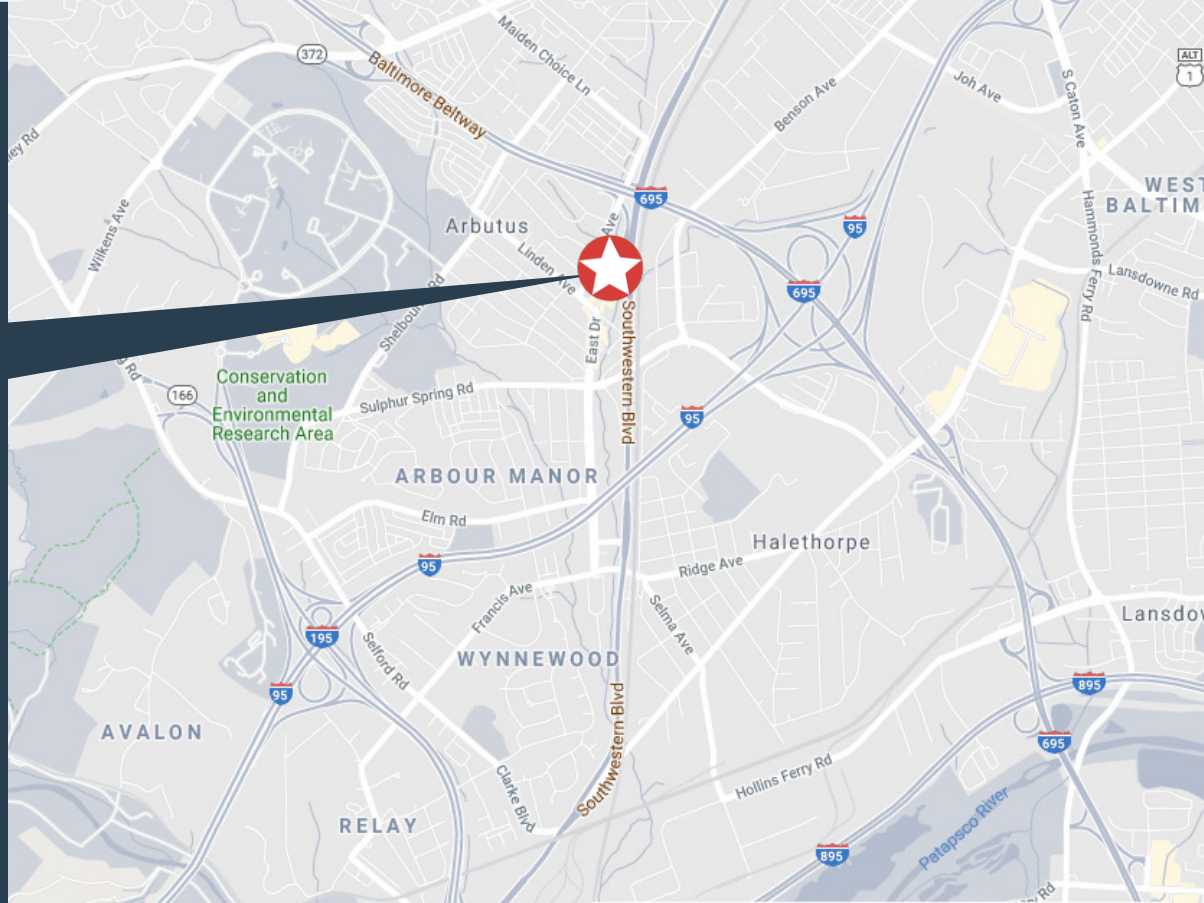 372
Baltimore Beltway
Maiden Choice Ln
Benson Ave
Joh Ave
S Caton Ave
ALT
1
ley Rd
Wilkens Ave
Arbutus
Ave
695
95
WEST
BALTIM
Hammonds Ferry Rd
Lansdowne Rd
Linden Ave
695
Shelbourne Rd
East Dr
Southwestern Blvd
g Rd
166
Conservation
and
Environmental
Research Area
Sulphur Spring Rd
95
ARBOUR MANOR
Elm Rd
Halethorpe
95
Ridge Ave
Francis Ave
Selma Ave
Lansdow
195
Selford Rd
WYNNEWOOD
95
895
Southwestern Blvd
AVALON
695
Clarke Blvd
Hollins Ferry Rd
RELAY
Patapsco River
895
ry Rd